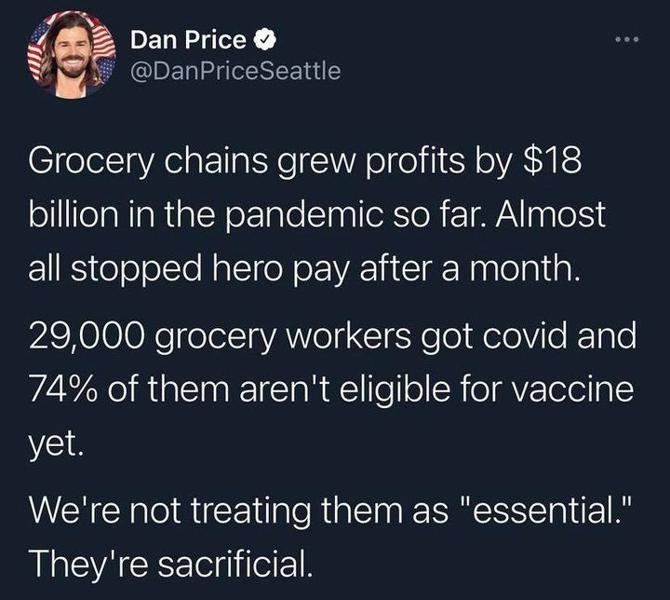 Dan Price
@DanPriceSeattle
Grocery chains grew profits by $18
billion in the pandemic so far. Almost
all stopped hero pay after a month.
29,000 grocery workers got covid and
74% of them aren't eligible for vaccine
yet.
We're not treating them as "essential."
They're sacrificial.